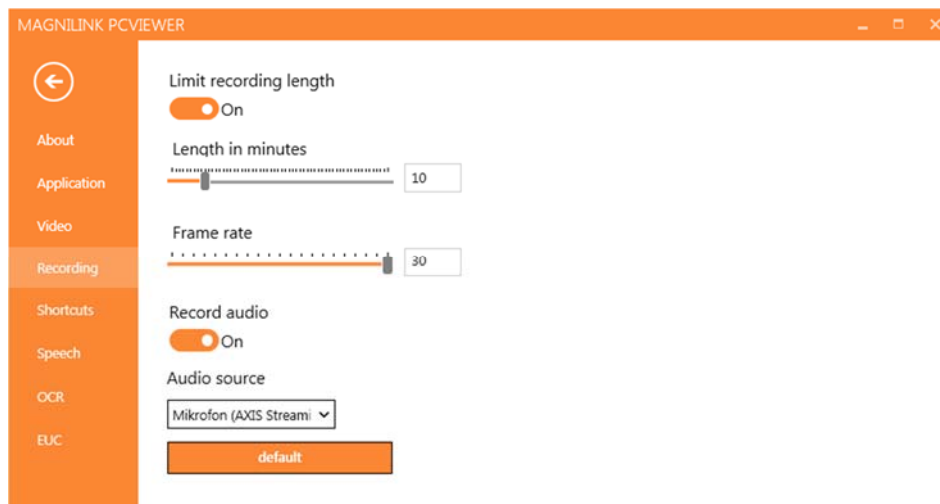 MAGNILINK PCVIEWER
About
Application
Video
Recording
Shortcuts
Speech
OCR
EUC
Limit recording length
On
Length in minutes
10
Frame rate
30
Record audio
On
Audio source
Mikrofon (AXIS Streami
default